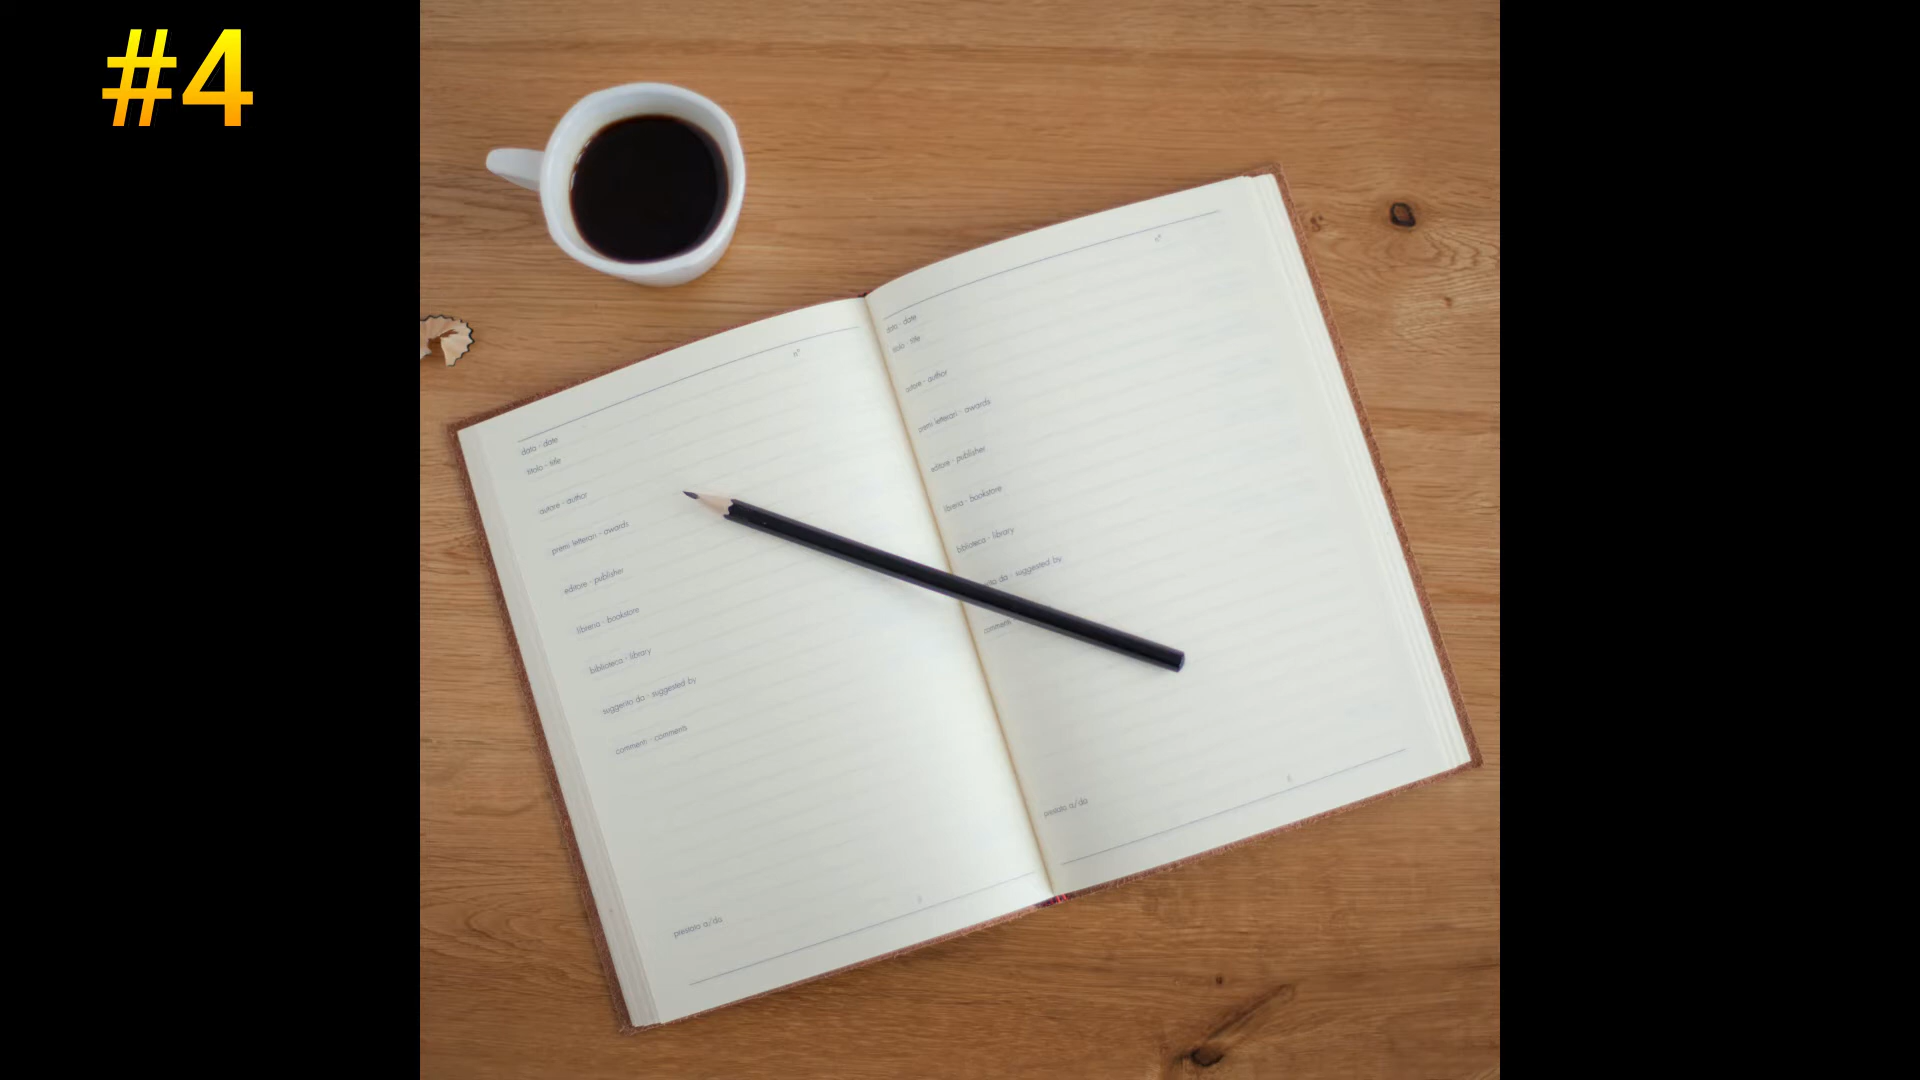 #4
n°
data · date
titolo · title
autore · author
premi letterari · awards
editore · publisher
libreria · bookstore
biblioteca · library
suggerito da · suggested by
commenti · comments
prestato a/da
n°
data · date
titolo · title
autore · author
premi letterari · awards
editore · publisher
libreria · bookstore
biblioteca · library
da · suggested by
commenti
prestato a/da